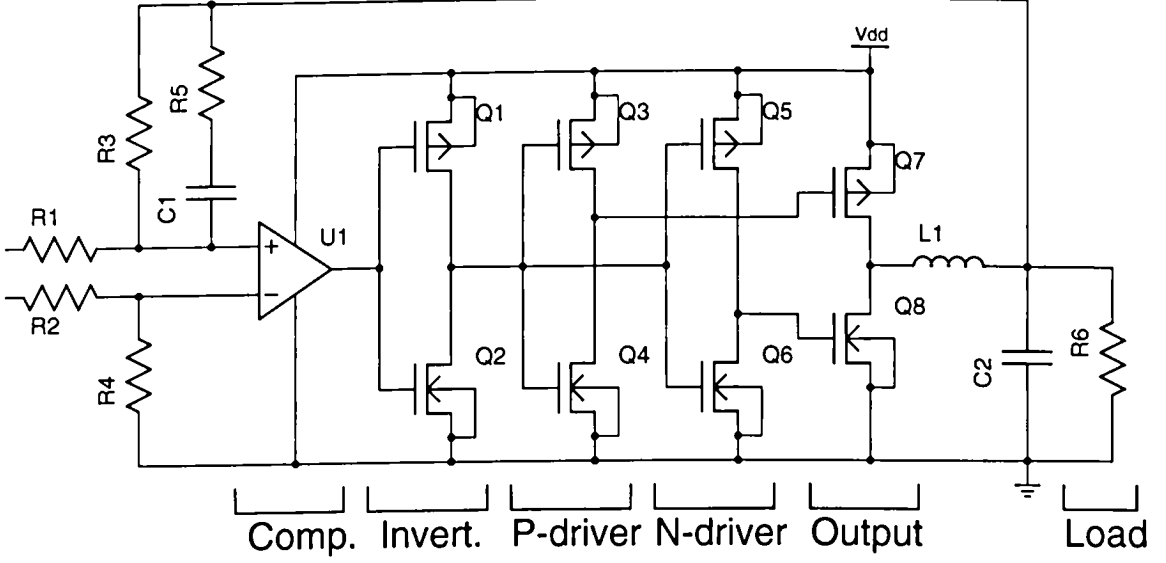 Vdd
R5
Q1
Q3
Q5
R3
Q7
C1
R1
U1
L1
+
−
R2
Q8
R4
Q2
Q4
Q6
C2
R6
Comp. Invert. P-driver N-driver Output Load